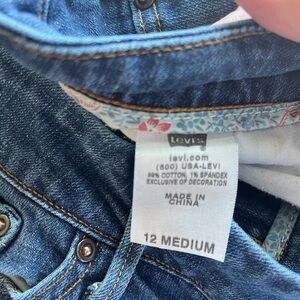 Levi's
levi.com
(800) USA-LEVI
99% COTTON, 1% SPANDEX
EXCLUSIVE OF DECORATION
MADE IN
CHINA
12 MEDIUM